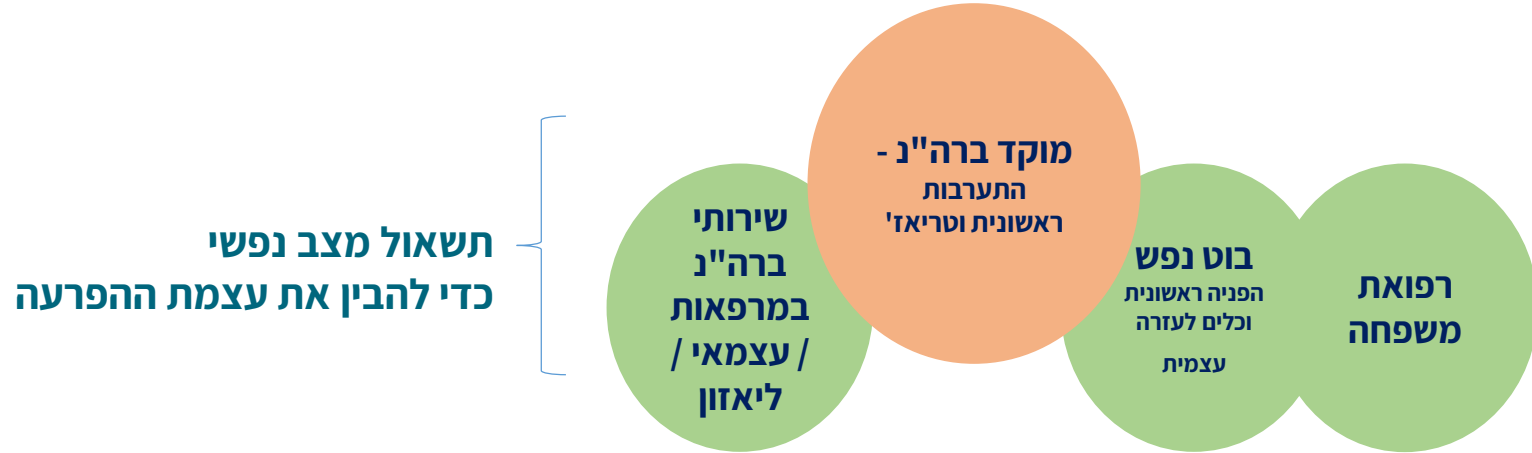 רפואת
משפחה
בוט נפש
הפניה ראשונית
וכלים לעזרה
עצמית
מוקד ברה"נ -
התערבות
ראשונית וטריאז'
שירותי
ברה"נ
במרפאות
/ עצמאי /
ליאזון
תשאול מצב נפשי
כדי להבין את עצמת ההפרעה